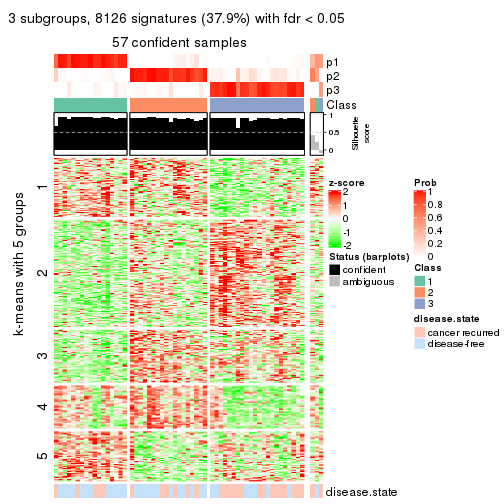 3 subgroups, 8126 signatures (37.9%) with fdr < 0.05
57 confident samples
p1
p2
p3
Class
1
0.5
0
Silhouette
score
k-means with 5 groups
1
2
3
4
5
z-score
2
1
0
-1
-2
Status (barplots)
confident
ambiguous
Prob
1
0.8
0.6
0.4
0.2
0
Class
1
2
3
disease.state
cancer recurred
disease-free
disease.state